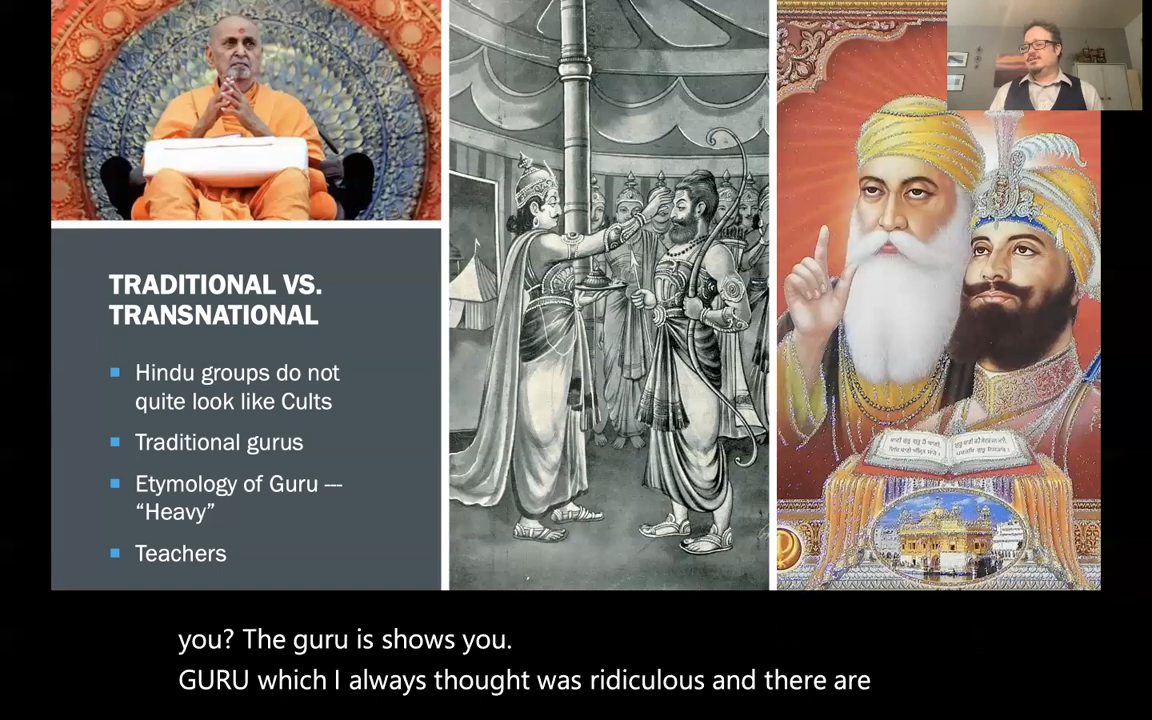 TRADITIONAL VS.
TRANSNATIONAL
▪ Hindu groups do not
quite look like Cults
▪ Traditional gurus
▪ Etymology of Guru ---
“Heavy”
▪ Teachers
you? The guru is shows you.
GURU which I always thought was ridiculous and there are